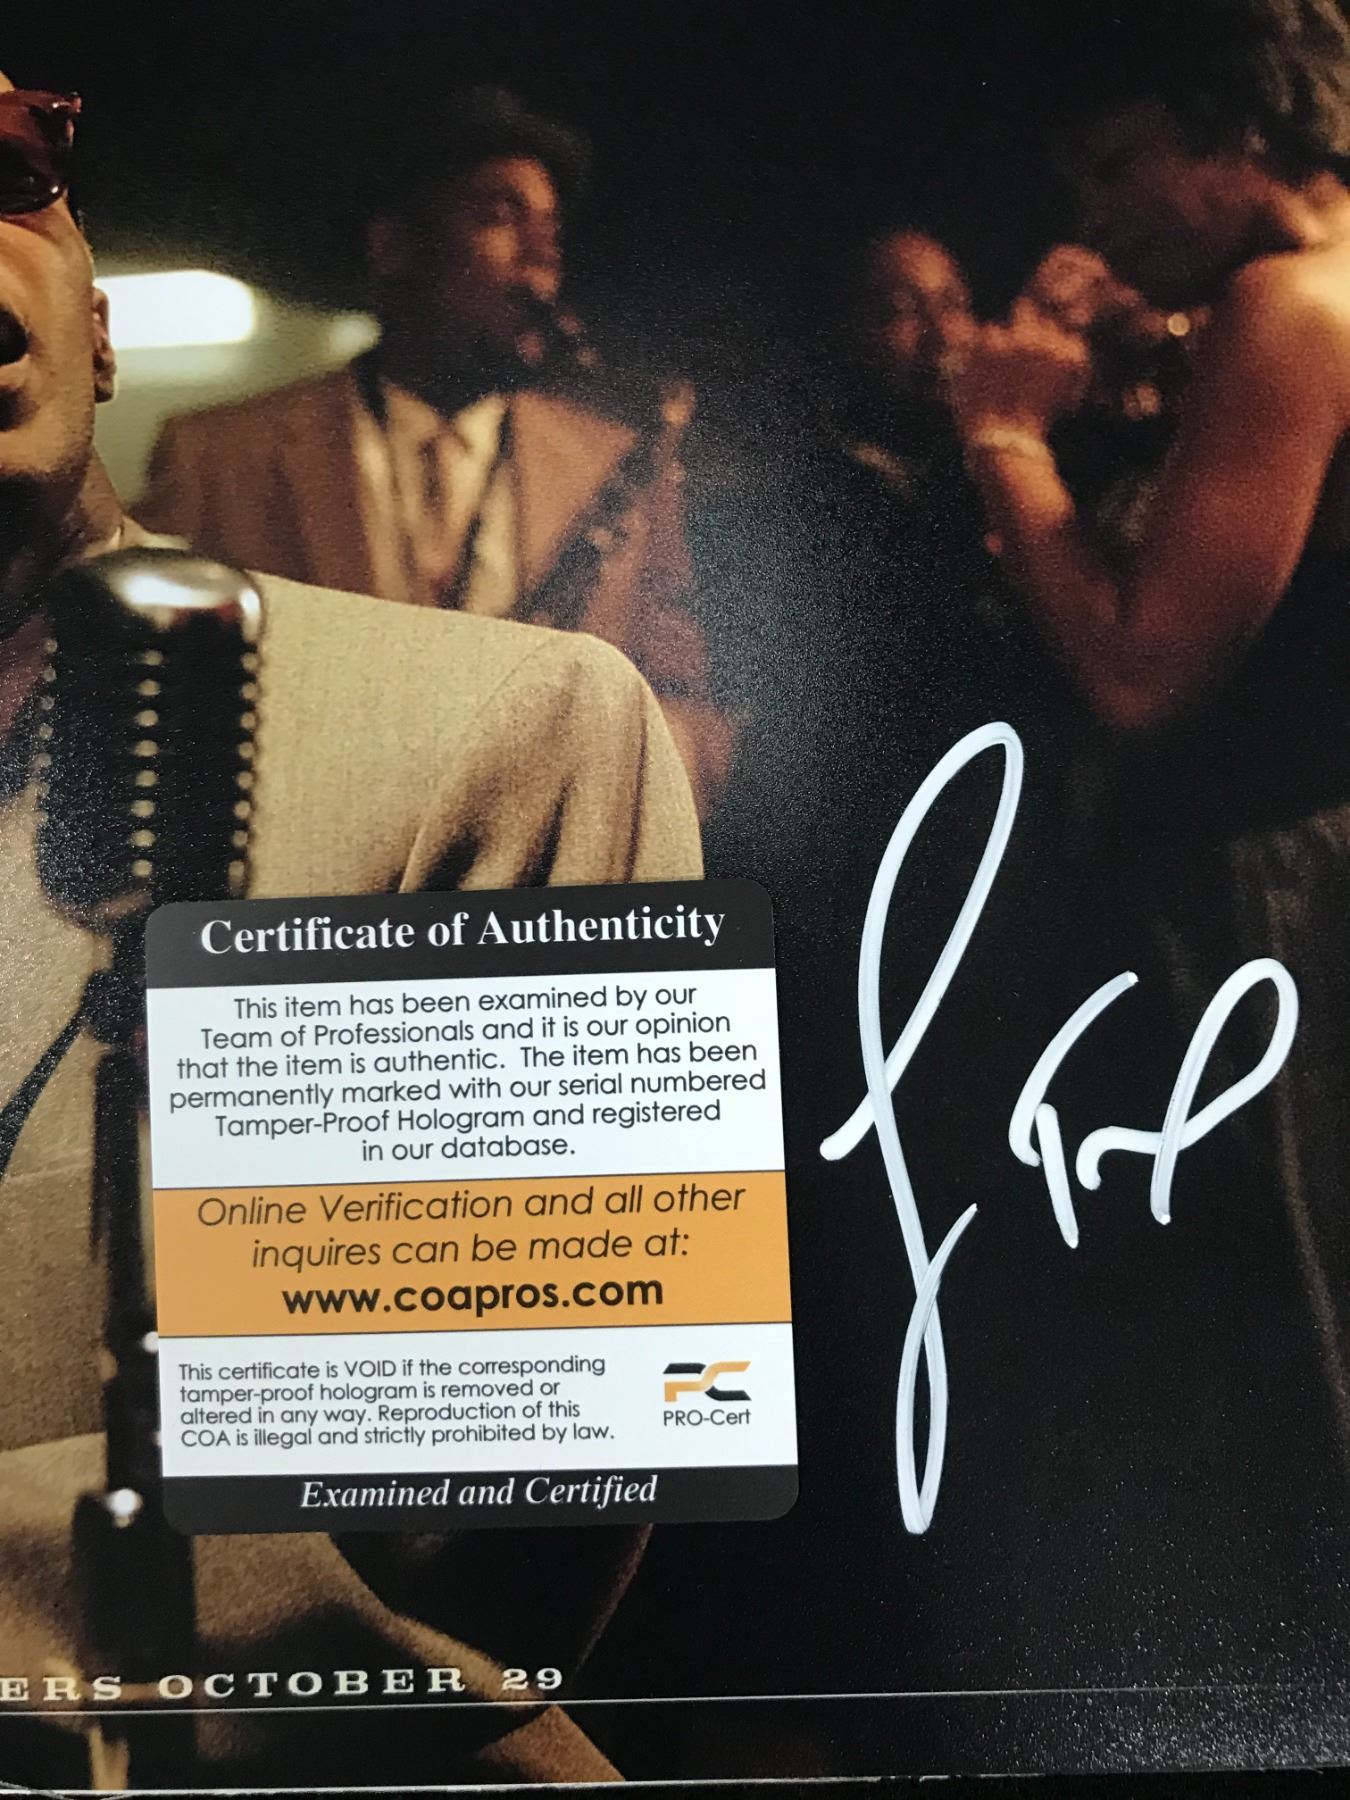 Certificate of Authenticity
This item has been examined by our
Team of Professionals and it is our opinion
that the item is authentic. The item has been
permanently marked with our serial numbered
Tamper-Proof Hologram and registered
in our database.
Online Verification and all other
inquires can be made at:
www.coapros.com
This certificate is VOID if the corresponding
tamper-proof hologram is removed or
altered in any way. Reproduction of this
COA is illegal and strictly prohibited by law.
PC
PRO-Cert
Examined and Certified
ERS OCTOBER 29